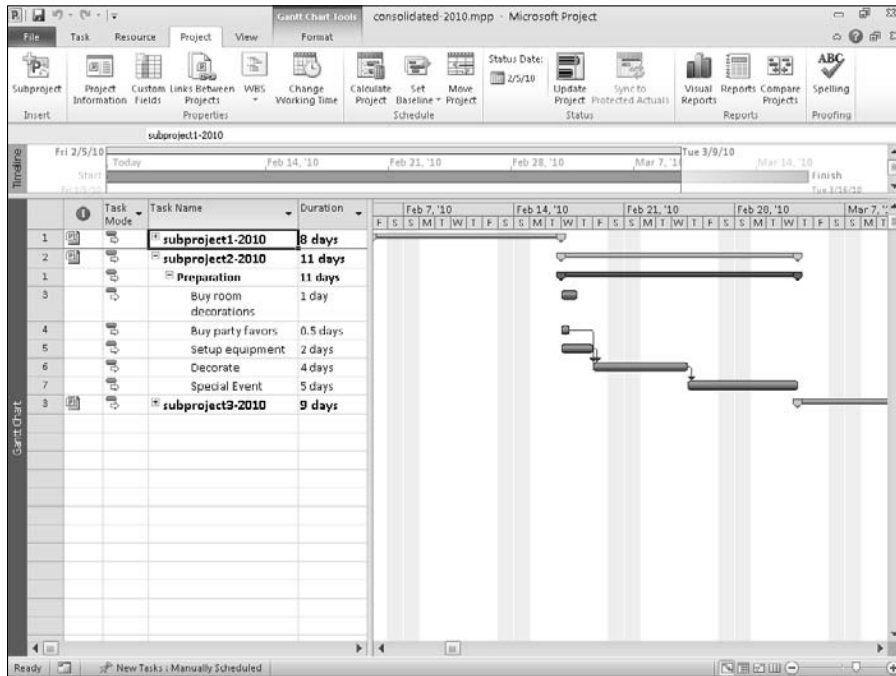 consolidated-2010.mpp - Microsoft Project
Gantt Chart Tools
File Task Resource Project View Format
Subproject
Project Information
Custom Fields
Links Between Projects
WBS
Change Working Time
Calculate Project
Set Baseline
Move Project
Status Date:
2/5/10
Update Project
Sync to Protected Actuals
Visual Reports
Reports
Compare Projects
ABC
Spelling
Insert Properties Schedule Status Reports Proofing
subproject1-2010
Timeline
Fri 2/5/10
Tue 3/9/10
Today Feb 14, '10 Feb 21, '10 Feb 28, '10 Mar 7, '1 Mar 14, '10
Start
Finish
Tue 3/16/10
Task Mode Task Name Duration
Feb 7, '10 Feb 14, '10 Feb 21, '10 Feb 28, '10 Mar 7, '
F S S M T W T F S S M T W T F S S M T W T F S S M T W T F S S M T
1 subproject1-2010 8 days
2 subproject2-2010 11 days
1 Preparation 11 days
3 Buy room decorations 1 day
4 Buy party favors 0.5 days
5 Setup equipment 2 days
6 Decorate 4 days
7 Special Event 5 days
3 subproject3-2010 9 days
Gantt Chart
Ready New Tasks : Manually Scheduled